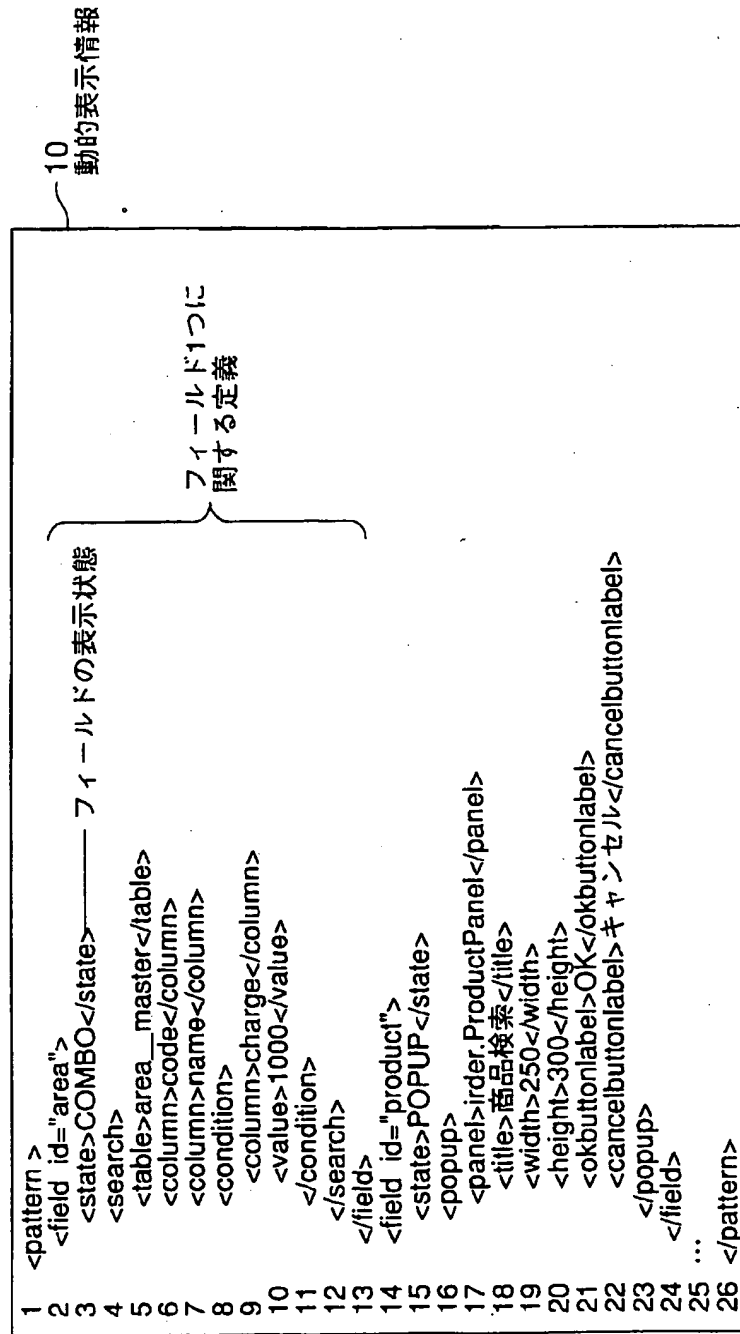 10
動的表示情報
1 <pattern >
2 <field id="area">
3 <state>COMBO</state> フィールドの表示状態
4 <search>
5 <table>area__master</table>
6 <column>code</column>
7 <column>name</column>
8 <condition>
9 <column>charge</column>
10 <value>1000</value>
11 </condition>
12 </search>
13 </field>
フィールド1つに
関する定義
14 <field id="product">
15 <state>POPUP</state>
16 <popup>
17 <panel>irder.ProductPanel</panel>
18 <title>商品検索</title>
19 <width>250</width>
20 <height>300</height>
21 <okbuttonlabel>OK</okbuttonlabel>
22 <cancelbuttonlabel>キャンセル</cancelbuttonlabel>
23 </popup>
24 </field>
25 …
26 </pattern>